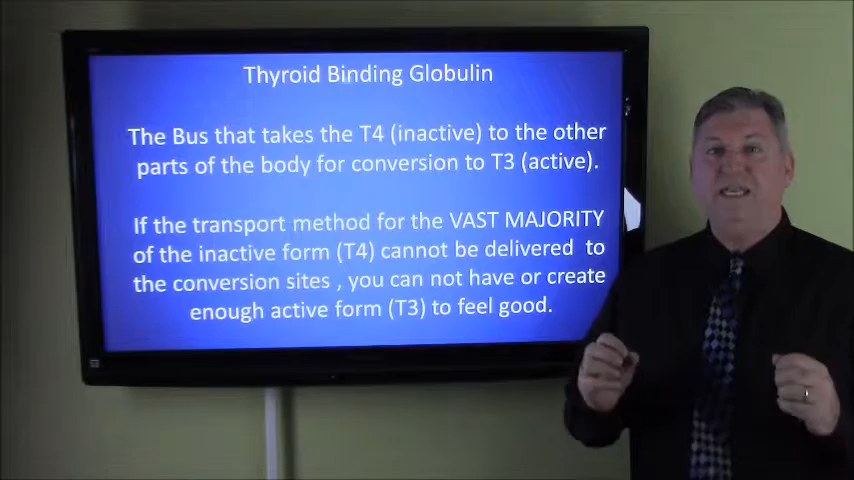 Thyroid Binding Globulin
The Bus that takes the T4 (inactive) to the other
parts of the body for conversion to T3 (active).
If the transport method for the VAST MAJORITY
of the inactive form (T4) cannot be delivered to
the conversion sites , you can not have or create
enough active form (T3) to feel good.